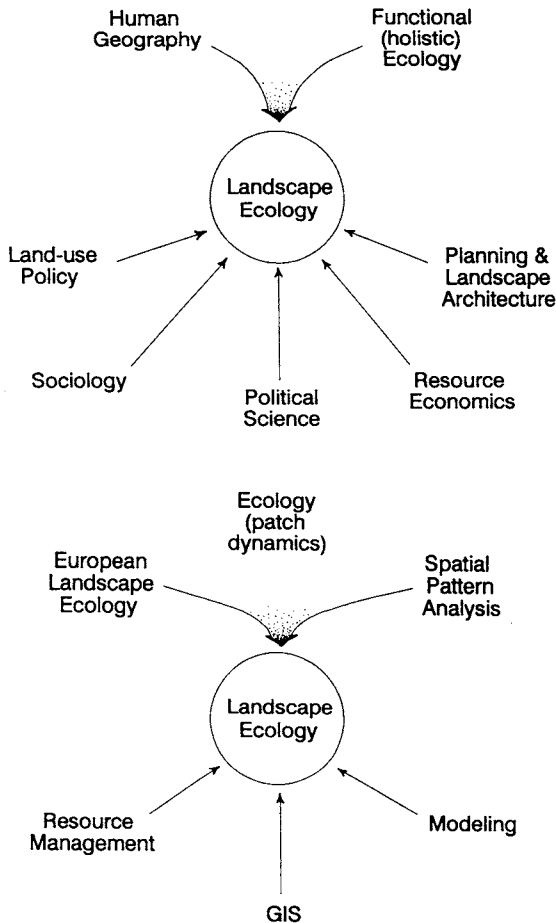 Human
Geography
Functional
(holistic)
Ecology
Landscape
Ecology
Land-use
Policy
Planning &
Landscape
Architecture
Sociology
Political
Science
Resource
Economics
Ecology
(patch
dynamics)
European
Landscape
Ecology
Spatial
Pattern
Analysis
Landscape
Ecology
Resource
Management
Modeling
GIS